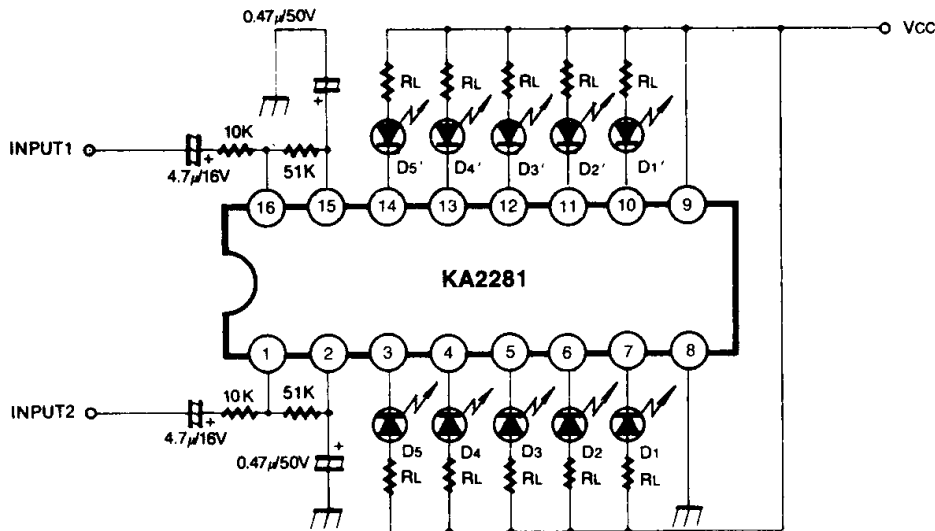 0.47μ/50V
VCC
RL RL RL RL RL
INPUT1
10K
51K
4.7μ/16V
D5' D4' D3' D2' D1'
16 15 14 13 12 11 10 9
KA2281
1 2 3 4 5 6 7 8
INPUT2
10K
51K
4.7μ/16V
0.47μ/50V
D5 D4 D3 D2 D1
RL RL RL RL RL
+
+
+
+